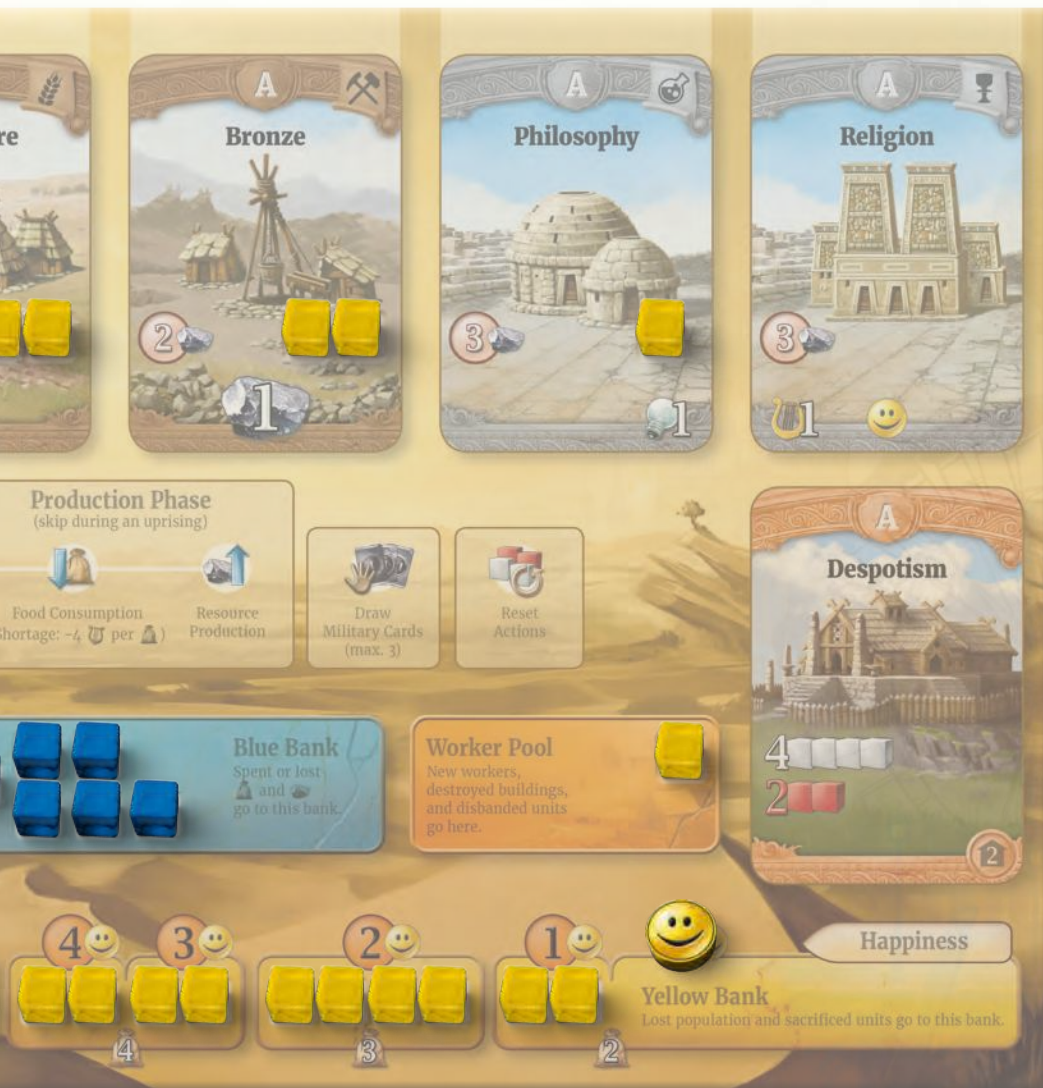 A
A
A
re
Bronze
Philosophy
Religion
2
3
3
1
1
1
Production Phase
(skip during an uprising)
Food Consumption
Shortage: -4 per )
Resource
Production
Draw
Military Cards
(max. 3)
Reset
Actions
A
Despotism
4
2
2
Blue Bank
Spent or lost
and
go to this bank.
Worker Pool
New workers,
destroyed buildings,
and disbanded units
go here.
4
3
2
1
Happiness
Yellow Bank
Lost population and sacrificed units go to this bank.
4
3
2